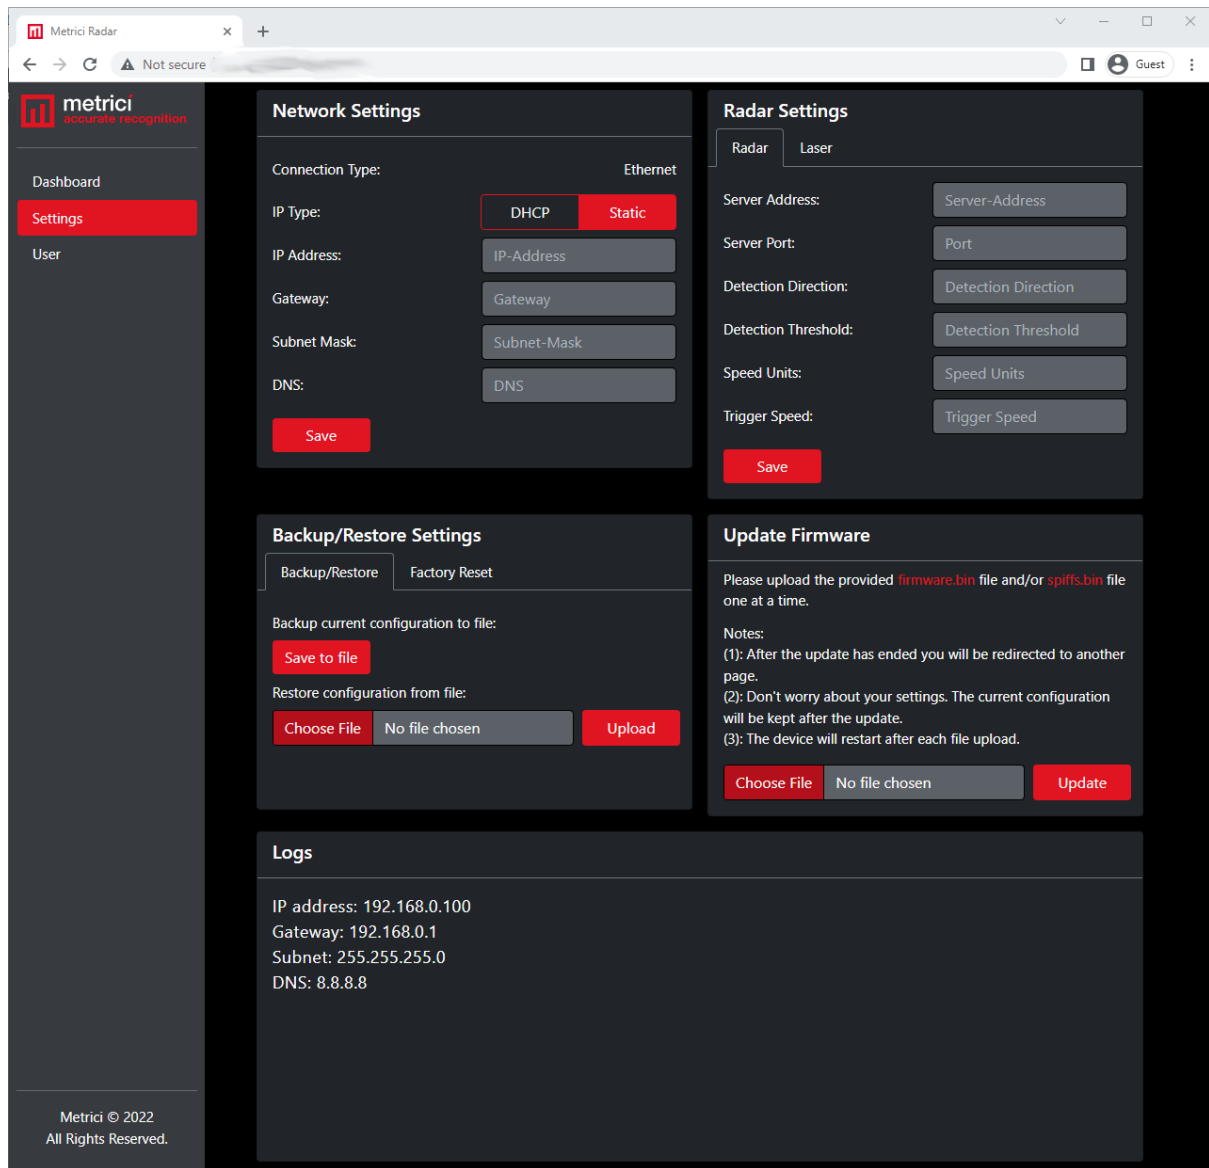 Metrici Radar
Not secure
Guest
metrici
accurate recognition
Dashboard
Settings
User
Metrici © 2022
All Rights Reserved.
Network Settings
Connection Type: Ethernet
IP Type: DHCP Static
IP Address: IP-Address
Gateway: Gateway
Subnet Mask: Subnet-Mask
DNS: DNS
Save
Radar Settings
Radar Laser
Server Address: Server-Address
Server Port: Port
Detection Direction: Detection Direction
Detection Threshold: Detection Threshold
Speed Units: Speed Units
Trigger Speed: Trigger Speed
Save
Backup/Restore Settings
Backup/Restore Factory Reset
Backup current configuration to file:
Save to file
Restore configuration from file:
Choose File No file chosen Upload
Update Firmware
Please upload the provided firmware.bin file and/or spiffs.bin file
one at a time.
Notes:
(1): After the update has ended you will be redirected to another
page.
(2): Don't worry about your settings. The current configuration
will be kept after the update.
(3): The device will restart after each file upload.
Choose File No file chosen Update
Logs
IP address: 192.168.0.100
Gateway: 192.168.0.1
Subnet: 255.255.255.0
DNS: 8.8.8.8